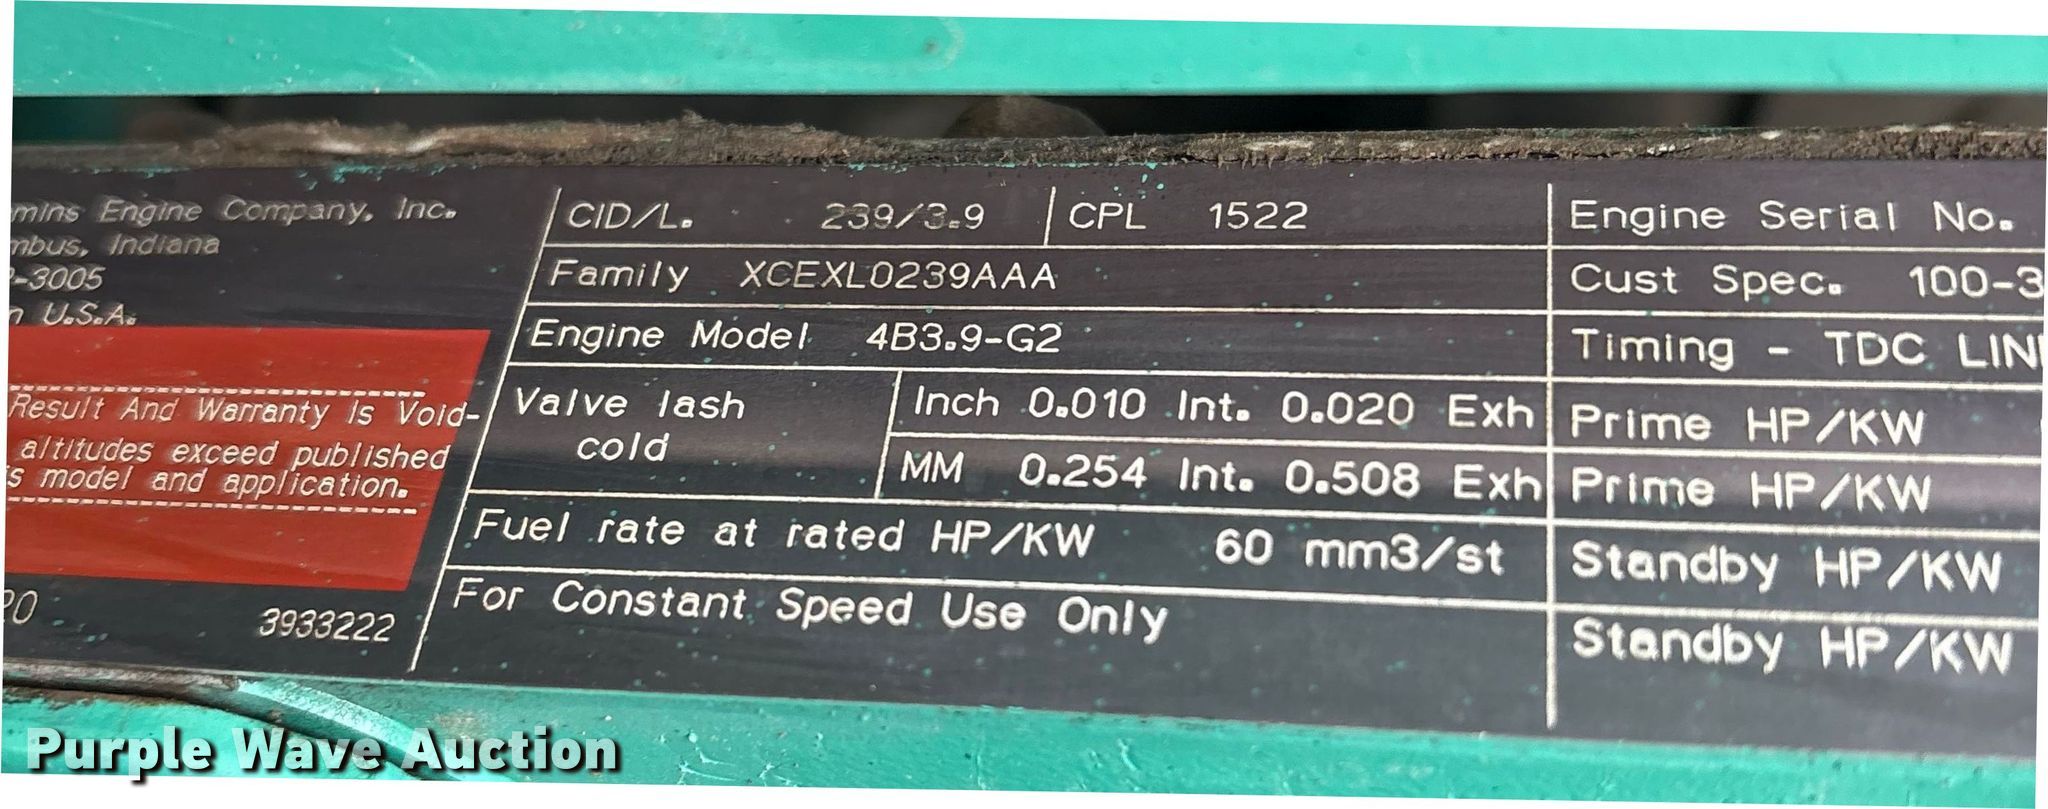 mins Engine Company, Inc.
mbus, Indiana
-3005
n U.S.A.
Result And Warranty Is Void-
altitudes exceed published
s model and application.
3933222
CID/L. 239/3.9 CPL 1522
Family XCEXL0239AAA
Engine Model 4B3.9-G2
Valve lash cold
Inch 0.010 Int. 0.020 Exh
MM 0.254 Int. 0.508 Exh
Fuel rate at rated HP/KW 60 mm3/st
For Constant Speed Use Only
Engine Serial No.
Cust Spec. 100-3
Timing - TDC LIN
Prime HP/KW
Prime HP/KW
Standby HP/KW
Standby HP/KW
Purple Wave Auction